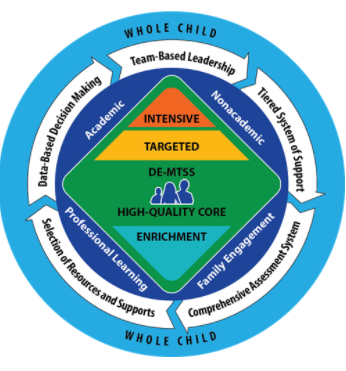 WHOLE CHILD
Team-Based Leadership
Data-Based Decision Making
Tiered System of Support
Academic
Nonacademic
INTENSIVE
TARGETED
DE-MTSS
HIGH-QUALITY CORE
ENRICHMENT
Professional Learning
Family Engagement
Selection of Resources and Supports
Comprehensive Assessment System
WHOLE CHILD